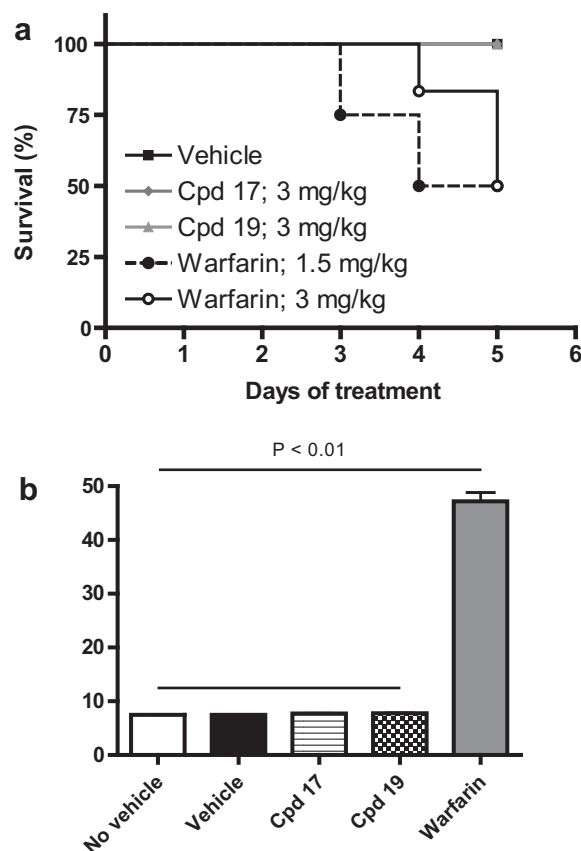 a
100
75
50
25
0
Survival (%)
Vehicle
Cpd 17; 3 mg/kg
Cpd 19; 3 mg/kg
Warfarin; 1.5 mg/kg
Warfarin; 3 mg/kg
0 1 2 3 4 5 6
Days of treatment
b
P < 0.01
50
40
30
20
10
0
No vehicle
Vehicle
Cpd 17
Cpd 19
Warfarin